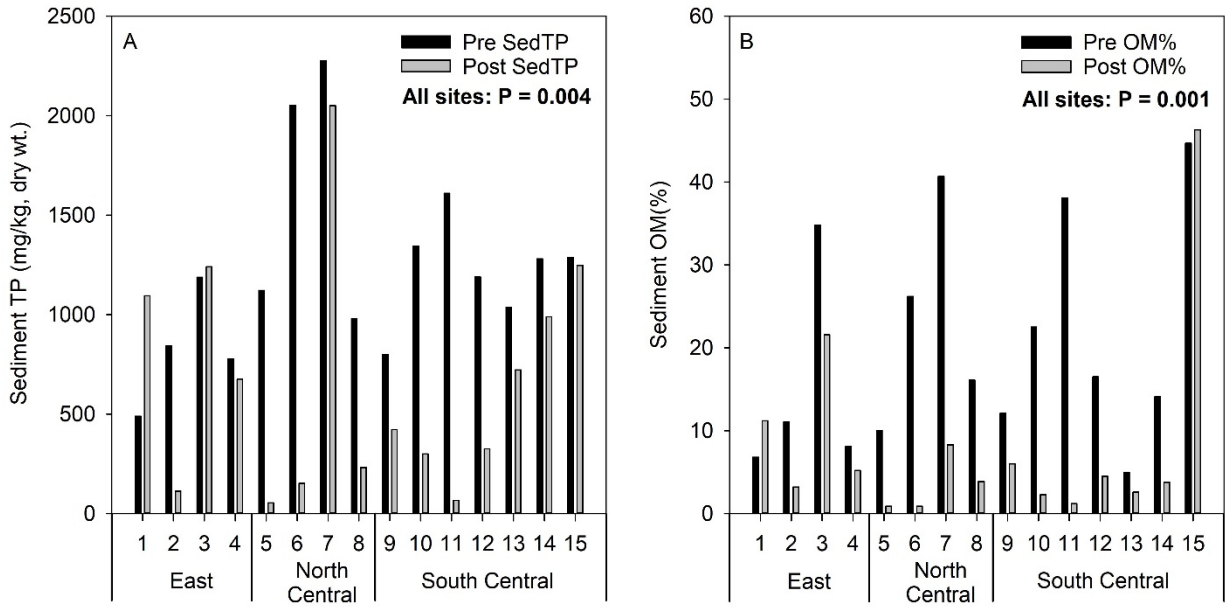 A
Pre SedTP
Post SedTP
All sites: P = 0.004
Sediment TP (mg/kg, dry wt.)
2500
2000
1500
1000
500
0
1 2 3 4 5 6 7 8 9 10 11 12 13 14 15
East North Central South Central
B
Pre OM%
Post OM%
All sites: P = 0.001
Sediment OM(%)
60
50
40
30
20
10
0
1 2 3 4 5 6 7 8 9 10 11 12 13 14 15
East North Central South Central